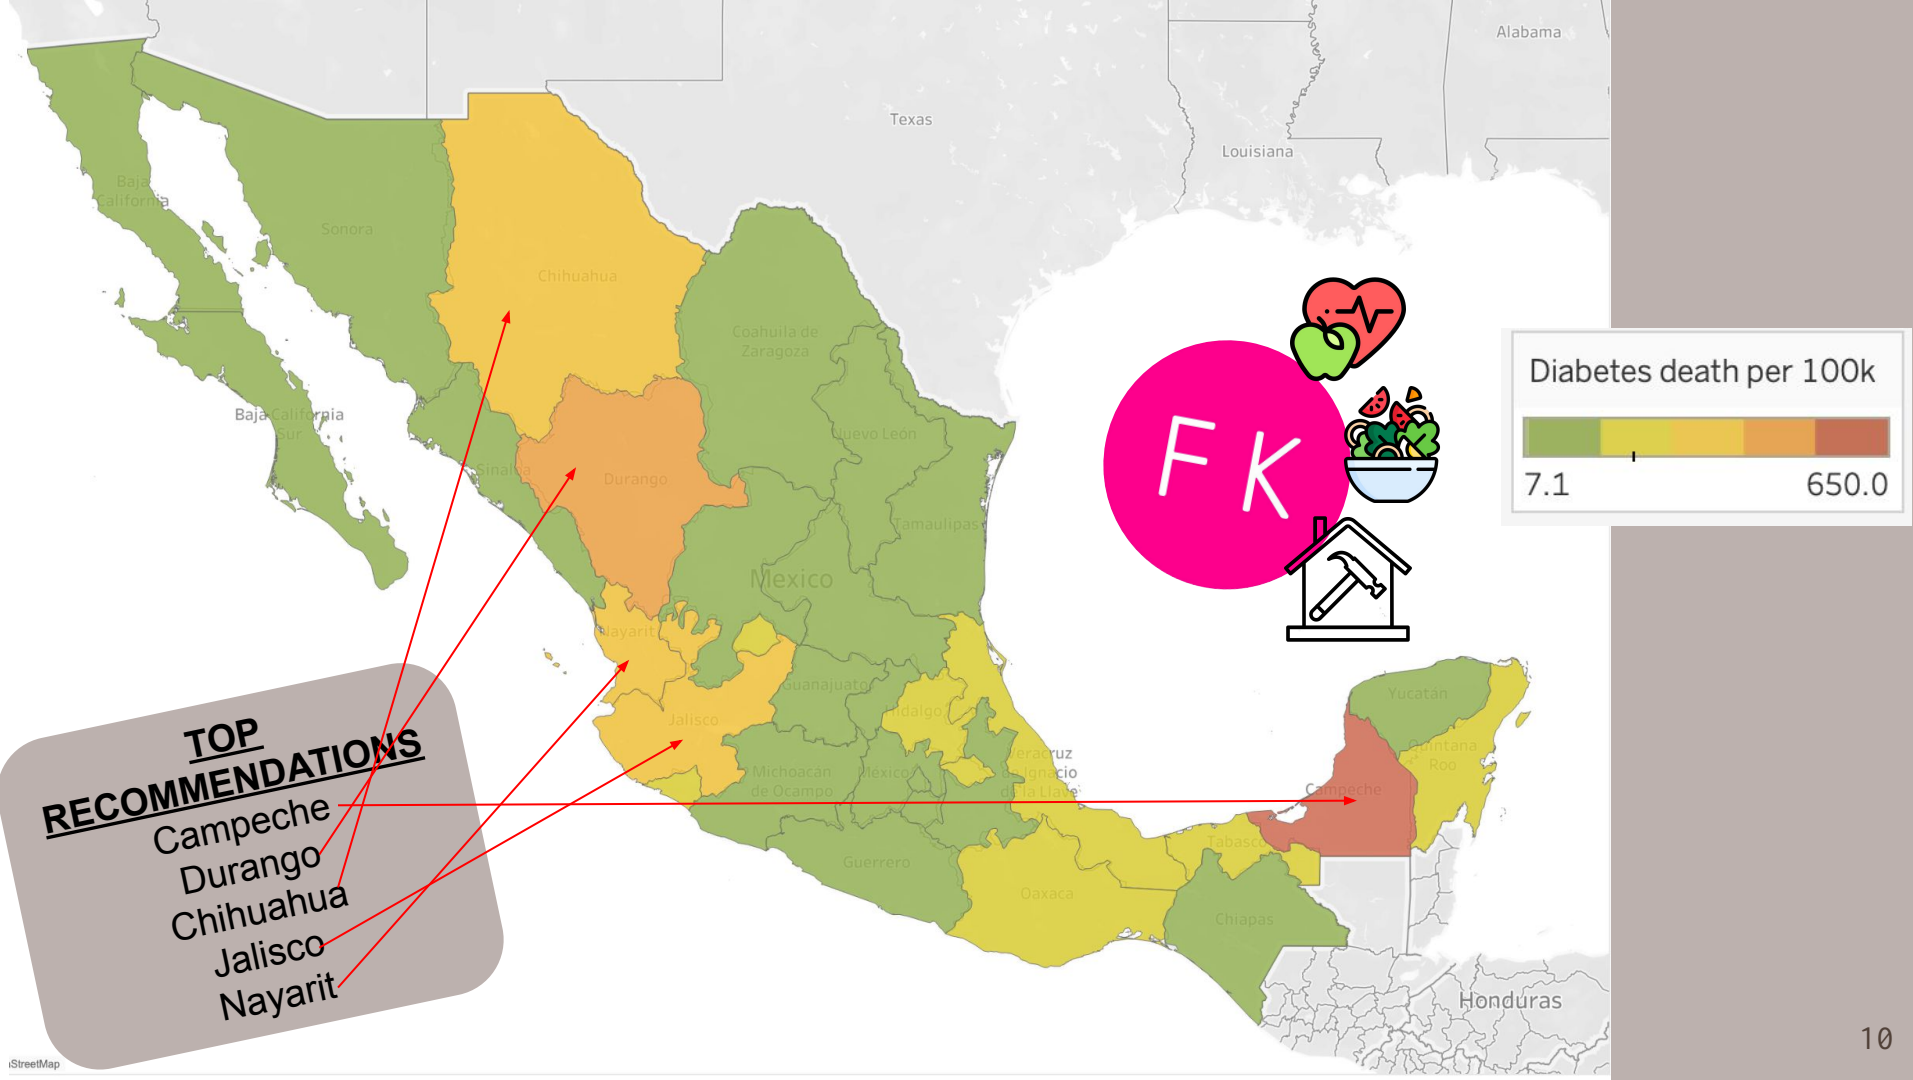 Alabama
Texas
Louisiana
Baja
California
Sonora
Chihuahua
Coahuila de
Zaragoza
Diabetes death per 100k
7.1
650.0
Baja California
Sur
Nuevo León
Sinaloa
Durango
F K
Tamaulipas
Mexico
Nayarit
Guanajuato
Yucatán
Hidalgo
Jalisco
Veracruz
de Ignacio
de la Llave
Quintana
Roo
Michoacán
de Ocampo
México
Campeche
Tabasco
Guerrero
Oaxaca
Chiapas
Honduras
TOP
RECOMMENDATIONS
Campeche
Durango
Chihuahua
Jalisco
Nayarit
StreetMap
10